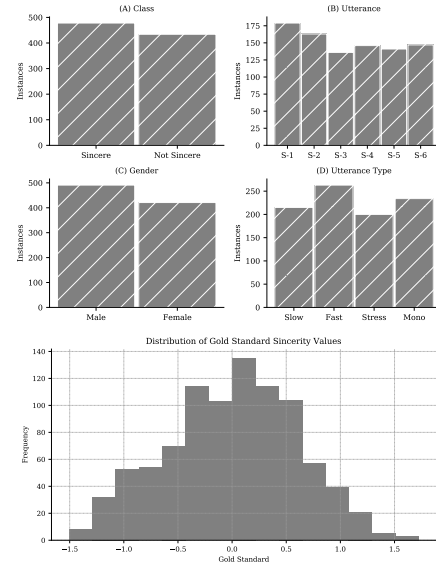 (A) Class
(B) Utterance
500
400
300
200
100
0
Instances
Sincere Not Sincere
175
150
125
100
75
50
25
0
Instances
S-1 S-2 S-3 S-4 S-5 S-6
(C) Gender
(D) Utterance Type
500
400
300
200
100
0
Instances
Male Female
250
200
150
100
50
0
Instances
Slow Fast Stress Mono
Distribution of Gold Standard Sincerity Values
140
120
100
80
60
40
20
0
Frequency
−1.5 −1.0 −0.5 0.0 0.5 1.0 1.5
Gold Standard